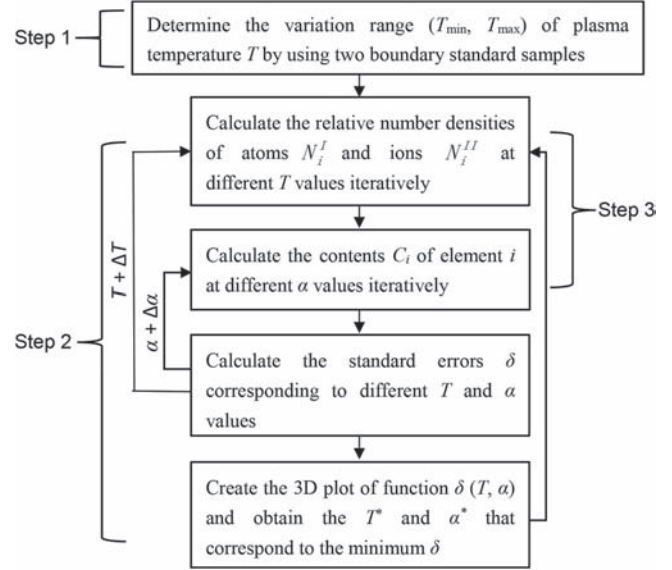 Step 1
Determine the variation range (Tmin, Tmax) of plasma
temperature T by using two boundary standard samples
Calculate the relative number densities
of atoms N_i^I and ions N_i^II at
different T values iteratively
Step 3
Calculate the contents Ci of element i
at different α values iteratively
T + ΔT
α + Δα
Step 2
Calculate the standard errors δ
corresponding to different T and α
values
Create the 3D plot of function δ (T, α)
and obtain the T* and α* that
correspond to the minimum δ